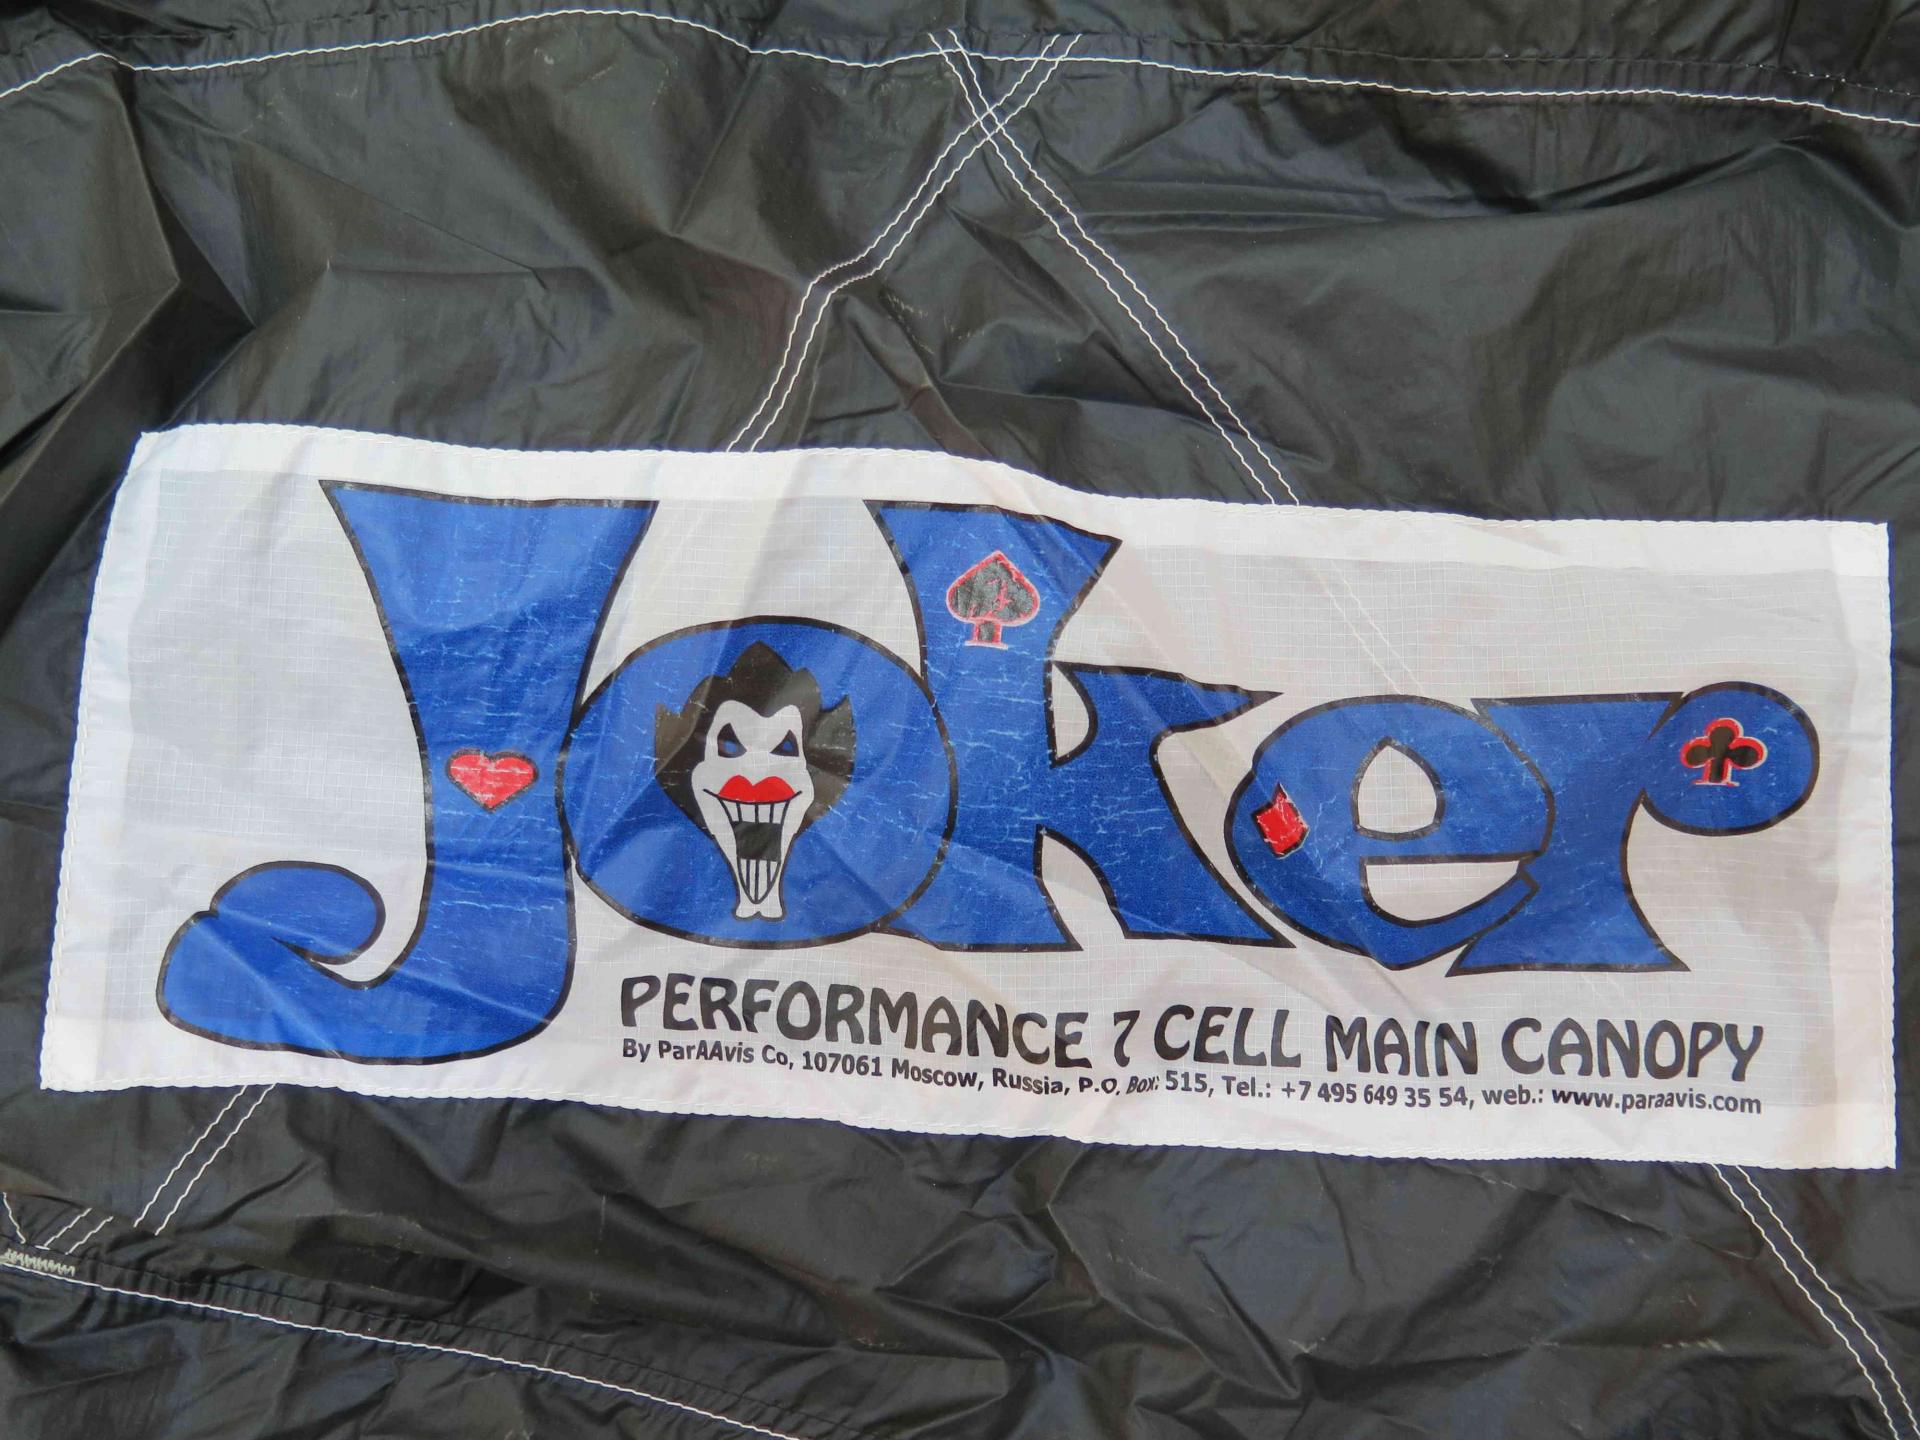 Joker
PERFORMANCE 7 CELL MAIN CANOPY
By ParAAvis Co, 107061 Moscow, Russia, P.O. Box: 515, Tel.: +7 495 649 35 54, web.: www.paraavis.com